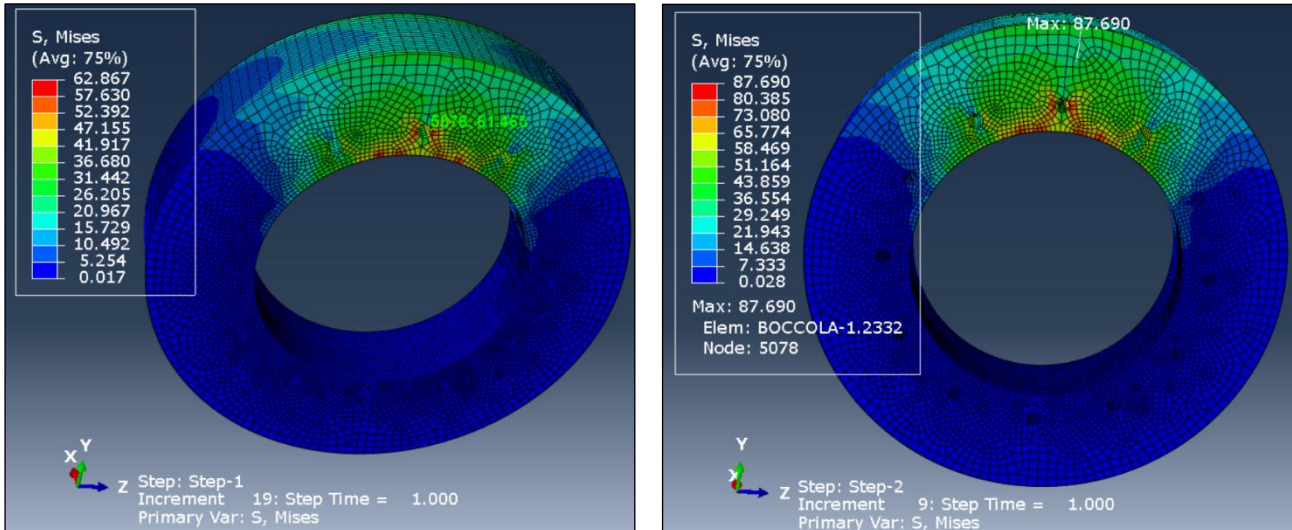 S, Mises
(Avg: 75%)
62.867
57.630
52.392
47.155
41.917
36.680
31.442
26.205
20.967
15.729
10.492
5.254
0.017
5078, 61.465
X
Y
Z
Step: Step-1
Increment 19: Step Time = 1.000
Primary Var: S, Mises
Max: 87.690
S, Mises
(Avg: 75%)
87.690
80.385
73.080
65.774
58.469
51.164
43.859
36.554
29.249
21.943
14.638
7.333
0.028
Max: 87.690
Elem: BOCCOLA-1.2332
Node: 5078
Y
X
Z
Step: Step-2
Increment 9: Step Time = 1.000
Primary Var: S, Mises